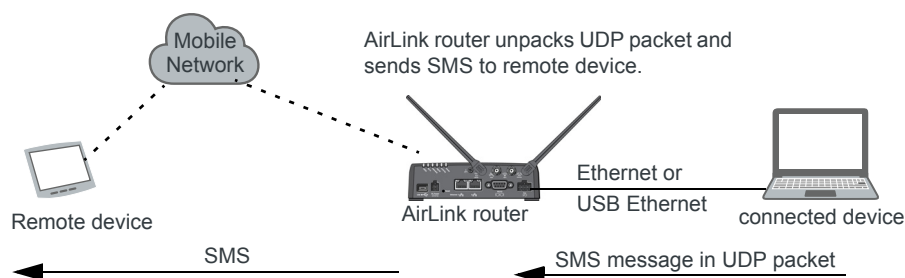 Mobile
Network
AirLink router unpacks UDP packet and
sends SMS to remote device.
Ethernet or
USB Ethernet
Remote device
AirLink router
connected device
SMS
SMS message in UDP packet